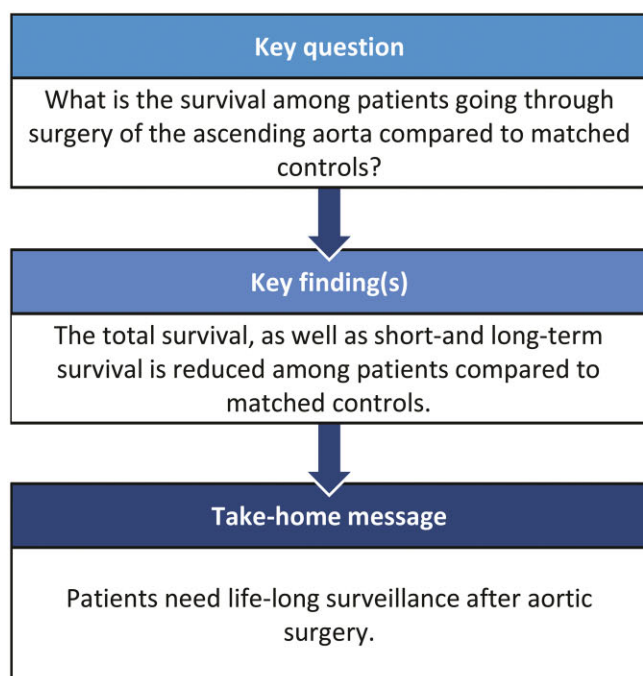 Key question
What is the survival among patients going through
surgery of the ascending aorta compared to matched
controls?
Key finding(s)
The total survival, as well as short-and long-term
survival is reduced among patients compared to
matched controls.
Take-home message
Patients need life-long surveillance after aortic
surgery.